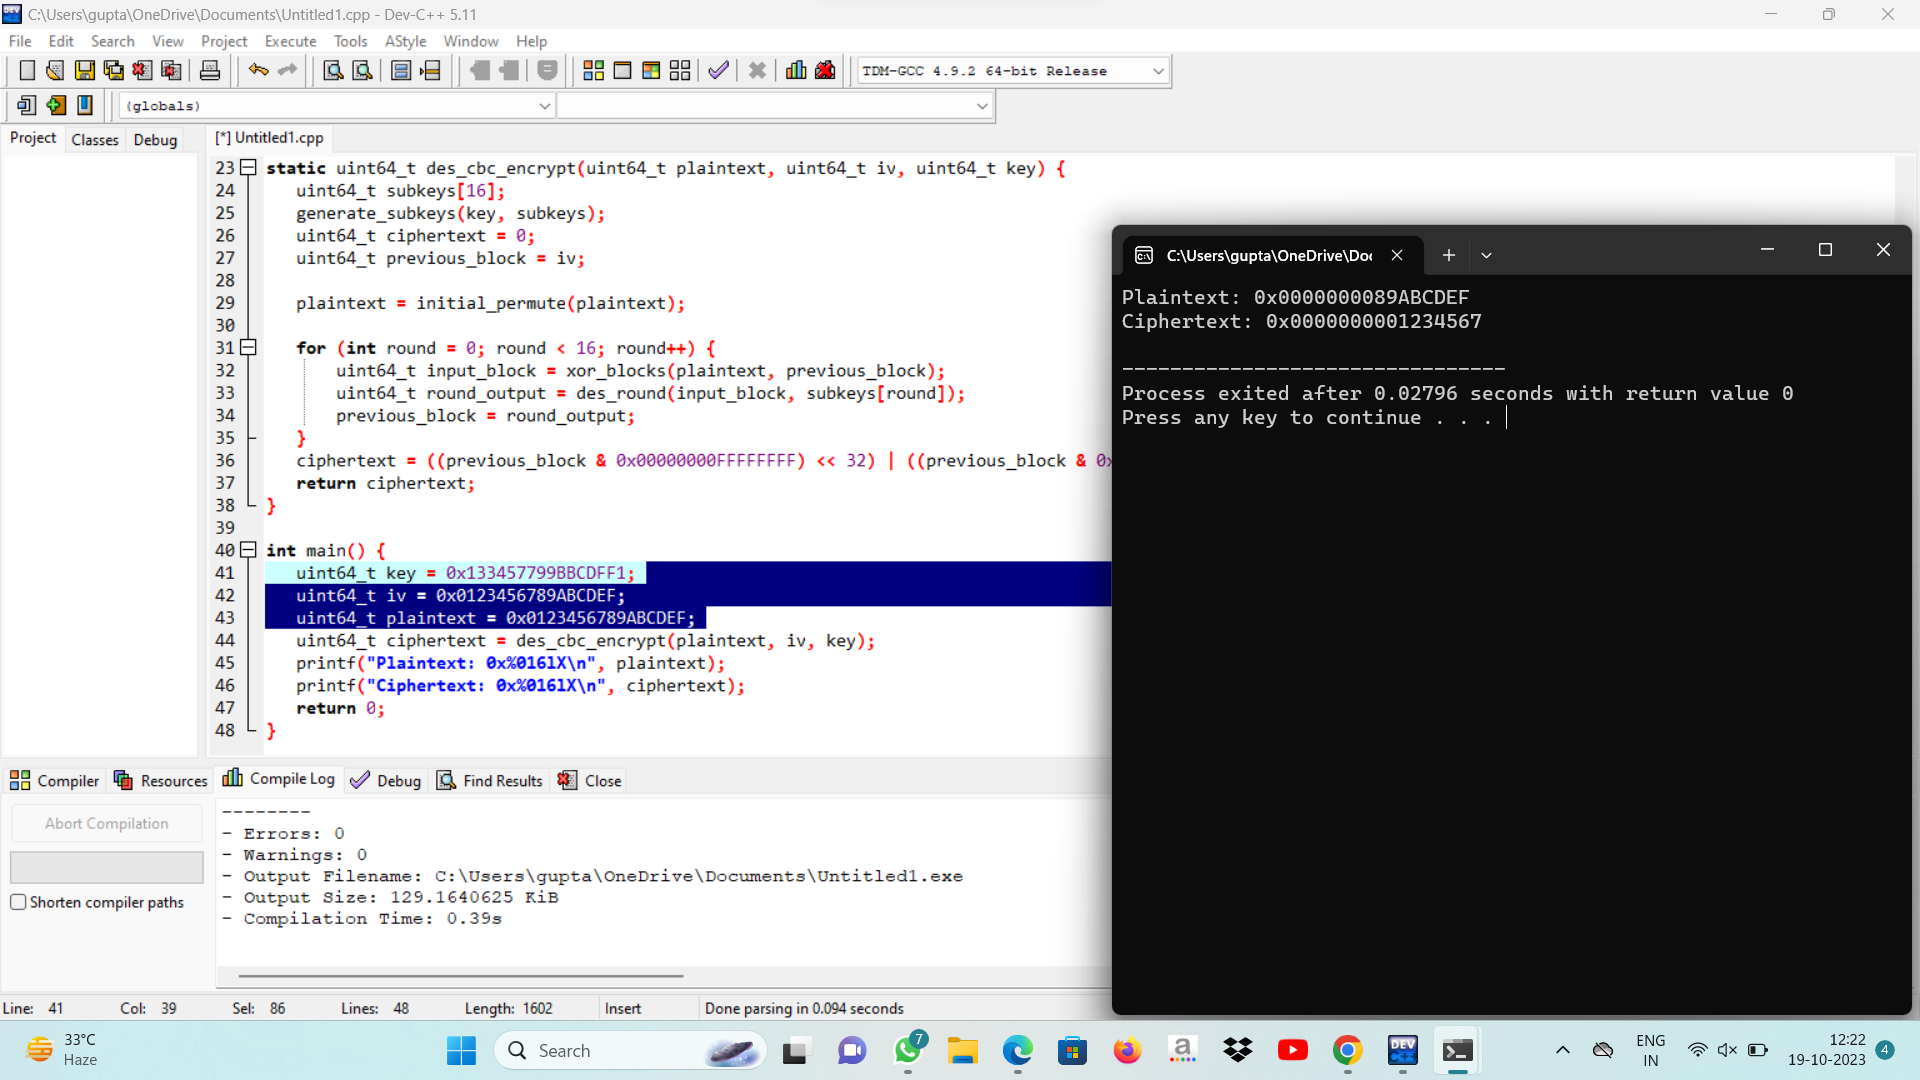 C:\Users\gupta\OneDrive\Documents\Untitled1.cpp - Dev-C++ 5.11
File Edit Search View Project Execute Tools AStyle Window Help
TDM-GCC 4.9.2 64-bit Release
(globals)
Project Classes Debug
[*] Untitled1.cpp
23 static uint64_t des_cbc_encrypt(uint64_t plaintext, uint64_t iv, uint64_t key) {
24 uint64_t subkeys[16];
25 generate_subkeys(key, subkeys);
26 uint64_t ciphertext = 0;
27 uint64_t previous_block = iv;
28
29 plaintext = initial_permute(plaintext);
30
31 for (int round = 0; round < 16; round++) {
32 uint64_t input_block = xor_blocks(plaintext, previous_block);
33 uint64_t round_output = des_round(input_block, subkeys[round]);
34 previous_block = round_output;
35 }
36 ciphertext = ((previous_block & 0x00000000FFFFFFFF) << 32) | ((previous_block & 0x
37 return ciphertext;
38 }
39
40 int main() {
41 uint64_t key = 0x133457799BBCDFF1;
42 uint64_t iv = 0x0123456789ABCDEF;
43 uint64_t plaintext = 0x0123456789ABCDEF;
44 uint64_t ciphertext = des_cbc_encrypt(plaintext, iv, key);
45 printf("Plaintext: 0x%016lX\n", plaintext);
46 printf("Ciphertext: 0x%016lX\n", ciphertext);
47 return 0;
48 }
C:\Users\gupta\OneDrive\Doc
Plaintext: 0x0000000089ABCDEF
Ciphertext: 0x0000000001234567
--------------------------------
Process exited after 0.02796 seconds with return value 0
Press any key to continue . . .
Compiler Resources Compile Log Debug Find Results Close
Abort Compilation
Shorten compiler paths
--------
- Errors: 0
- Warnings: 0
- Output Filename: C:\Users\gupta\OneDrive\Documents\Untitled1.exe
- Output Size: 129.1640625 KiB
- Compilation Time: 0.39s
Line: 41 Col: 39 Sel: 86 Lines: 48 Length: 1602 Insert Done parsing in 0.094 seconds
33°C
Haze
Search
7
DEV
C++
ENG
IN
12:22
19-10-2023
4